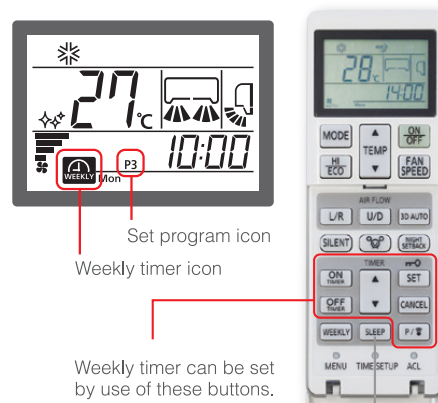 27°C
10:00
WEEKLY
Mon
P3
Set program icon
Weekly timer icon
Weekly timer can be set
by use of these buttons.
28°C
14:00
MODE
TEMP
ON
OFF
HI
ECO
FAN
SPEED
AIR FLOW
L/R
U/D
3D AUTO
SILENT
NIGHT
SETBACK
TIMER
ON
TIMER
SET
OFF
TIMER
CANCEL
WEEKLY
SLEEP
P/
MENU
TIME SETUP
ACL